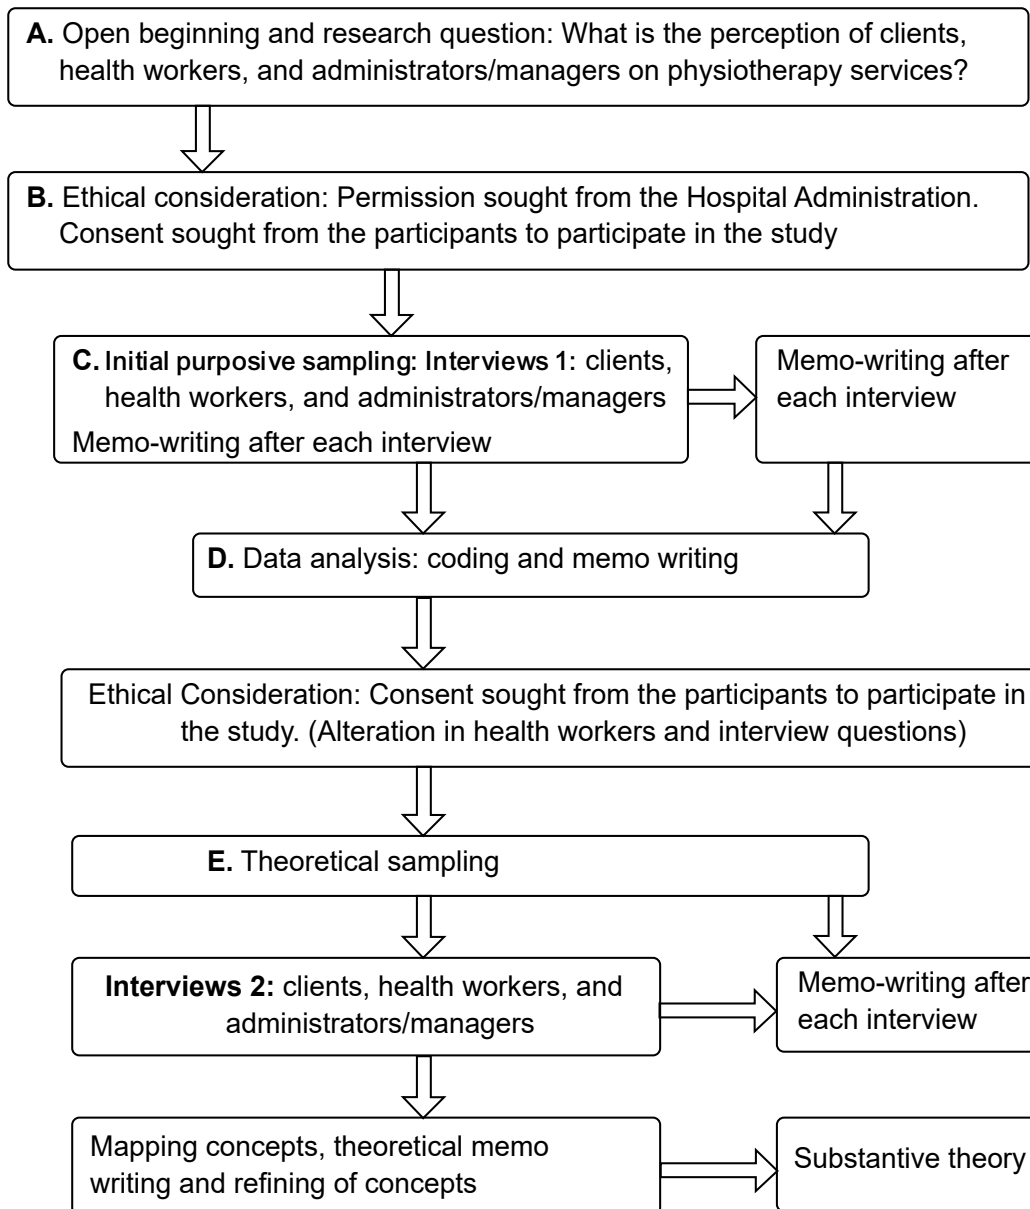 A. Open beginning and research question: What is the perception of clients,
health workers, and administrators/managers on physiotherapy services?
B. Ethical consideration: Permission sought from the Hospital Administration.
Consent sought from the participants to participate in the study
C. Initial purposive sampling: Interviews 1: clients,
health workers, and administrators/managers
Memo-writing after each interview
Memo-writing after
each interview
D. Data analysis: coding and memo writing
Ethical Consideration: Consent sought from the participants to participate in
the study. (Alteration in health workers and interview questions)
E. Theoretical sampling
Interviews 2: clients, health workers, and
administrators/managers
Memo-writing after
each interview
Mapping concepts, theoretical memo
writing and refining of concepts
Substantive theory